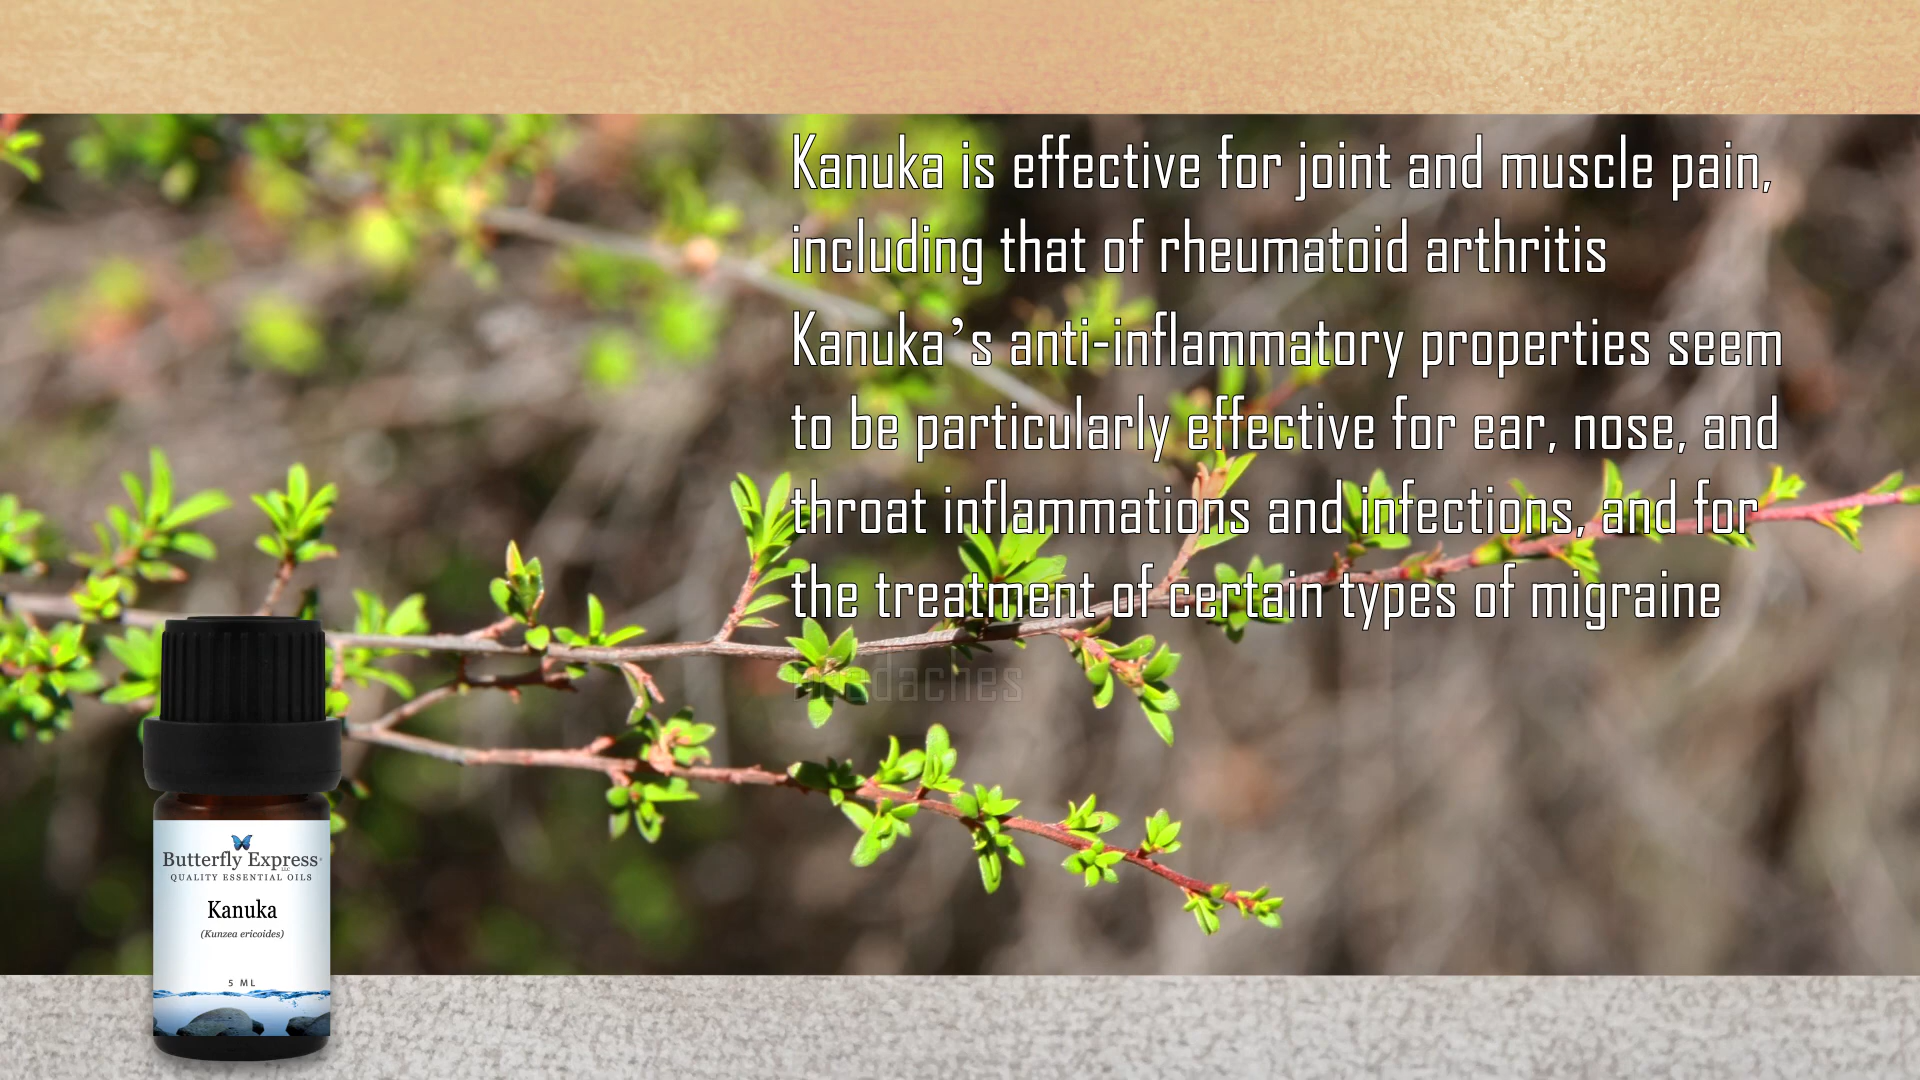 Kanuka is effective for joint and muscle pain,
including that of rheumatoid arthritis
Kanuka’s anti-inflammatory properties seem
to be particularly effective for ear, nose, and
throat inflammations and infections, and for
the treatment of certain types of migraine
headaches
Butterfly Express
LLC
QUALITY ESSENTIAL OILS
Kanuka
(Kunzea ericoides)
5 ML